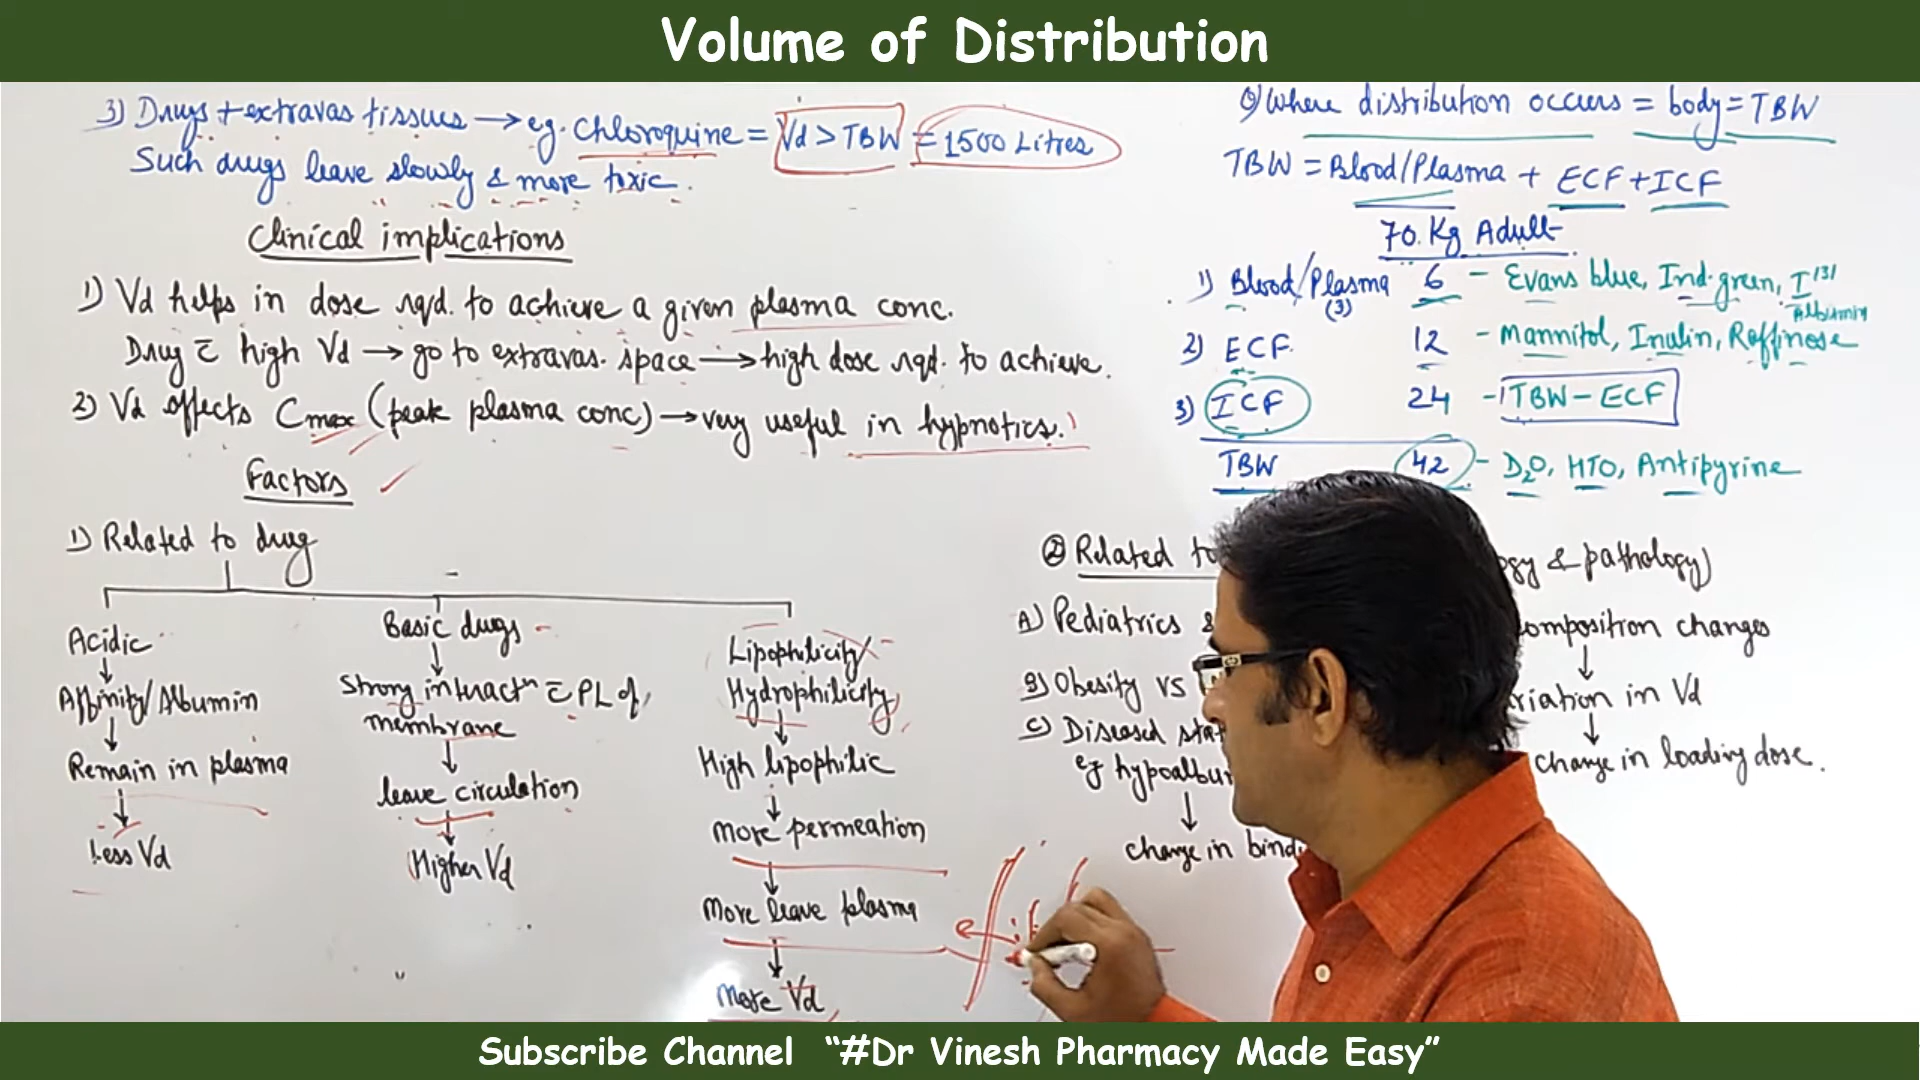 Volume of Distribution
3) Drugs + extravas tissues → eg. Chloroquine = Vd > TBW = 1500 Litres
Such drugs leave slowly & more toxic.
Clinical implications
1) Vd helps in dose rqd. to achieve a given plasma conc.
Drug c̄ high Vd → go to extravas. space → high dose rqd. to achieve.
2) Vd affects Cmax (peak plasma conc) → very useful in hypnotics.
Factors
1) Related to drug
Acidic
↓
Affinity/Albumin
↓
Remain in plasma
↓
Less Vd
Basic drugs
↓
Strong interactⁿ c̄ PL of
membrane
↓
leave circulation
↓
Higher Vd
Lipophilicity/
Hydrophilicity
↓
High lipophilic
↓
More permeation
↓
More leave plasma
↓
More Vd
Where distribution occurs = body = TBW
TBW = Blood/Plasma + ECF + ICF
70. Kg Adult
1) Blood/Plasma 6 - Evans blue, Ind. green, I¹³¹
(3) Albumin
2) ECF. 12 - Mannitol, Inulin, Raffinose
3) ICF 24 - TBW - ECF
TBW 42 - D₂O, HTO, Antipyrine
② Related to & pathology)
A) Pediatrics & composition changes
↓
B) Obesity vs riation in Vd
↓
C) Diseased stat change in loading dose.
eg hypoalbu
↓
change in bind
Subscribe Channel “#Dr Vinesh Pharmacy Made Easy”